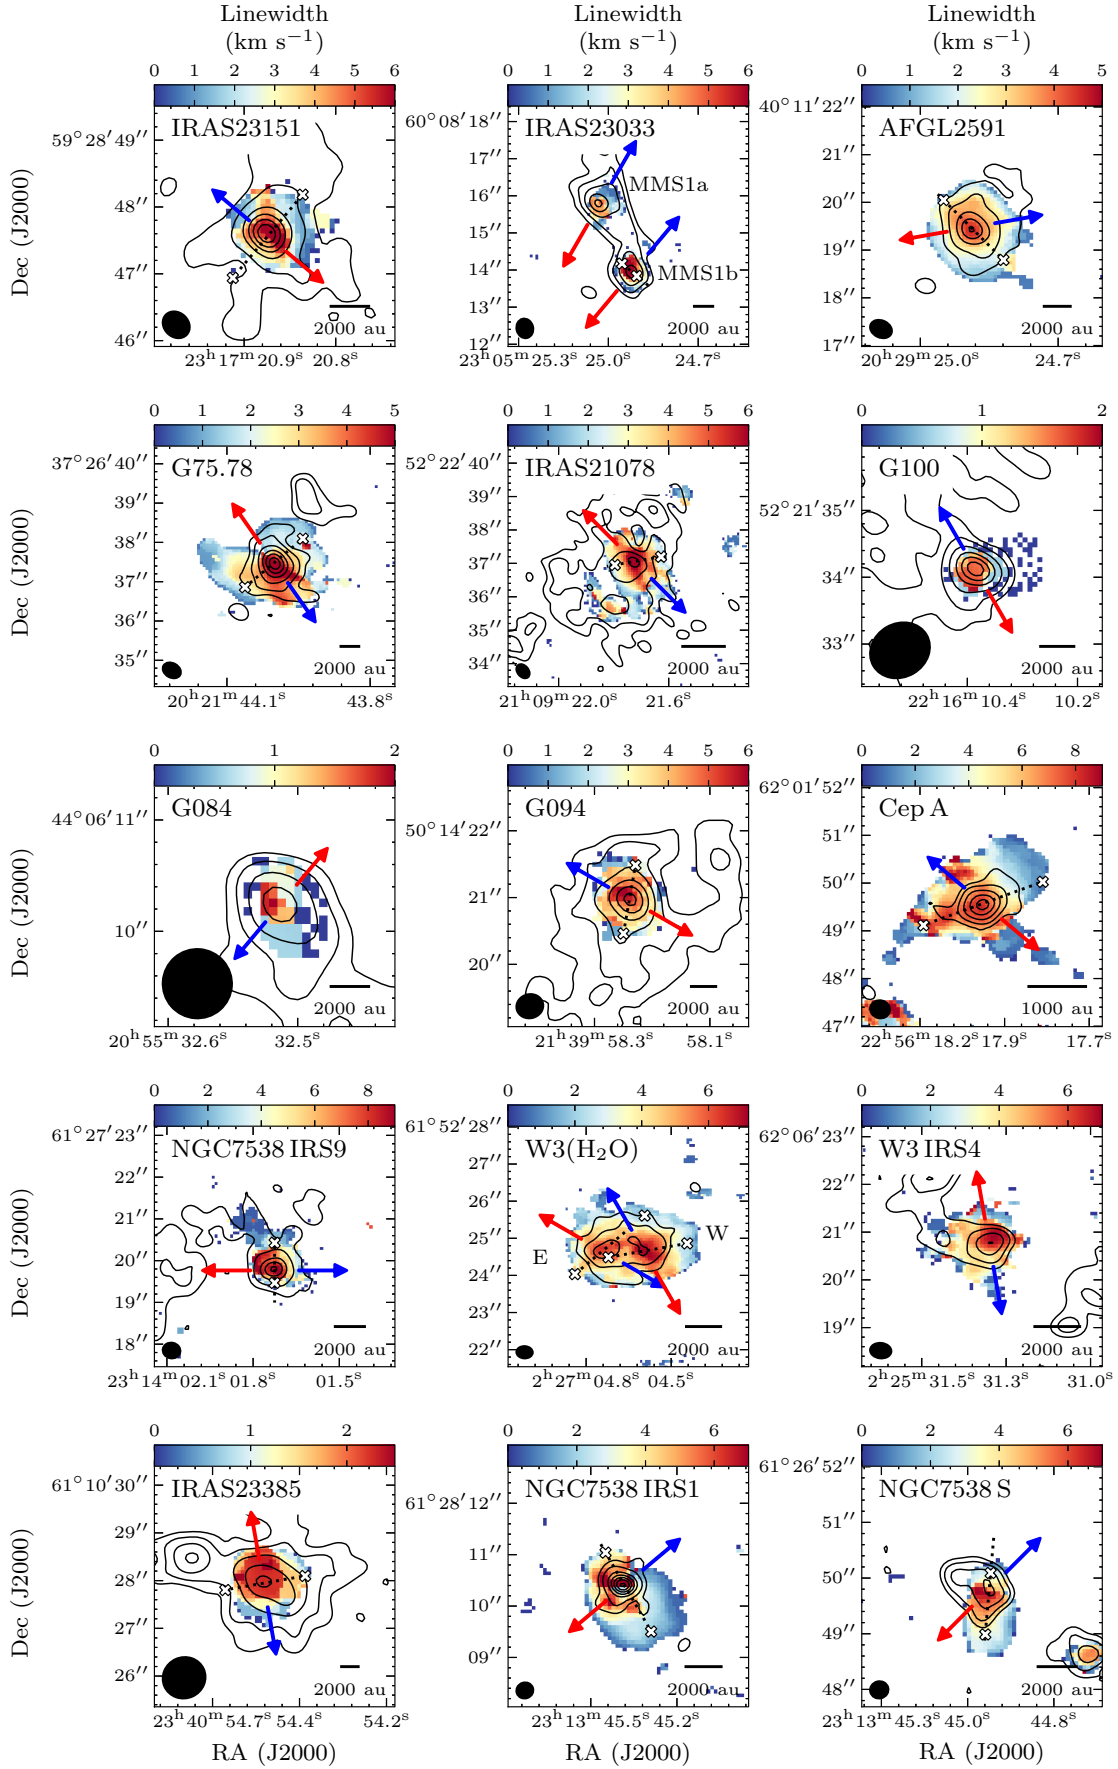 Linewidth Linewidth Linewidth
(km s⁻¹) (km s⁻¹) (km s⁻¹)
0 1 2 3 4 5 6 0 1 2 3 4 5 6 0 1 2 3 4 5
IRAS23151 IRAS23033 AFGL2591
59°28′49′′ 48′′ 47′′ 46′′
60°08′18′′ 17′′ 16′′ 15′′ 14′′ 13′′ 12′′
40°11′22′′ 21′′ 20′′ 19′′ 18′′ 17′′
MMS1a
MMS1b
Dec (J2000)
2000 au 2000 au 2000 au
23ʰ17ᵐ20.9ˢ 20.8ˢ 23ʰ05ᵐ25.3ˢ 25.0ˢ 24.7ˢ 20ʰ29ᵐ25.0ˢ 24.7ˢ
0 1 2 3 4 5 0 1 2 3 4 5 6 0 1 2
G75.78 IRAS21078 G100
37°26′40′′ 39′′ 38′′ 37′′ 36′′ 35′′
52°22′40′′ 39′′ 38′′ 37′′ 36′′ 35′′ 34′′
52°21′35′′ 34′′ 33′′
Dec (J2000)
2000 au 2000 au 2000 au
20ʰ21ᵐ44.1ˢ 43.8ˢ 21ʰ09ᵐ22.0ˢ 21.6ˢ 22ʰ16ᵐ10.4ˢ 10.2ˢ
0 1 2 0 1 2 3 4 5 6 0 2 4 6 8
G084 G094 Cep A
44°06′11′′ 10′′
50°14′22′′ 21′′ 20′′
62°01′52′′ 51′′ 50′′ 49′′ 48′′ 47′′
Dec (J2000)
2000 au 2000 au 1000 au
20ʰ55ᵐ32.6ˢ 32.5ˢ 21ʰ39ᵐ58.3ˢ 58.1ˢ 22ʰ56ᵐ18.2ˢ 17.9ˢ 17.7ˢ
0 2 4 6 8 0 2 4 6 0 2 4 6
NGC7538 IRS9 W3(H₂O) W3 IRS4
61°27′23′′ 22′′ 21′′ 20′′ 19′′ 18′′
61°52′28′′ 27′′ 26′′ 25′′ 24′′ 23′′ 22′′
62°06′23′′ 22′′ 21′′ 20′′ 19′′
E W
Dec (J2000)
2000 au 2000 au 2000 au
23ʰ14ᵐ02.1ˢ 01.8ˢ 01.5ˢ 2ʰ27ᵐ04.8ˢ 04.5ˢ 2ʰ25ᵐ31.5ˢ 31.3ˢ 31.0ˢ
0 1 2 0 2 4 6 0 2 4 6
IRAS23385 NGC7538 IRS1 NGC7538 S
61°10′30′′ 29′′ 28′′ 27′′ 26′′
61°28′12′′ 11′′ 10′′ 09′′
61°26′52′′ 51′′ 50′′ 49′′ 48′′
Dec (J2000)
2000 au 2000 au 2000 au
23ʰ40ᵐ54.7ˢ 54.4ˢ 54.2ˢ 23ʰ13ᵐ45.5ˢ 45.2ˢ 23ʰ13ᵐ45.3ˢ 45.0ˢ 44.8ˢ
RA (J2000) RA (J2000) RA (J2000)